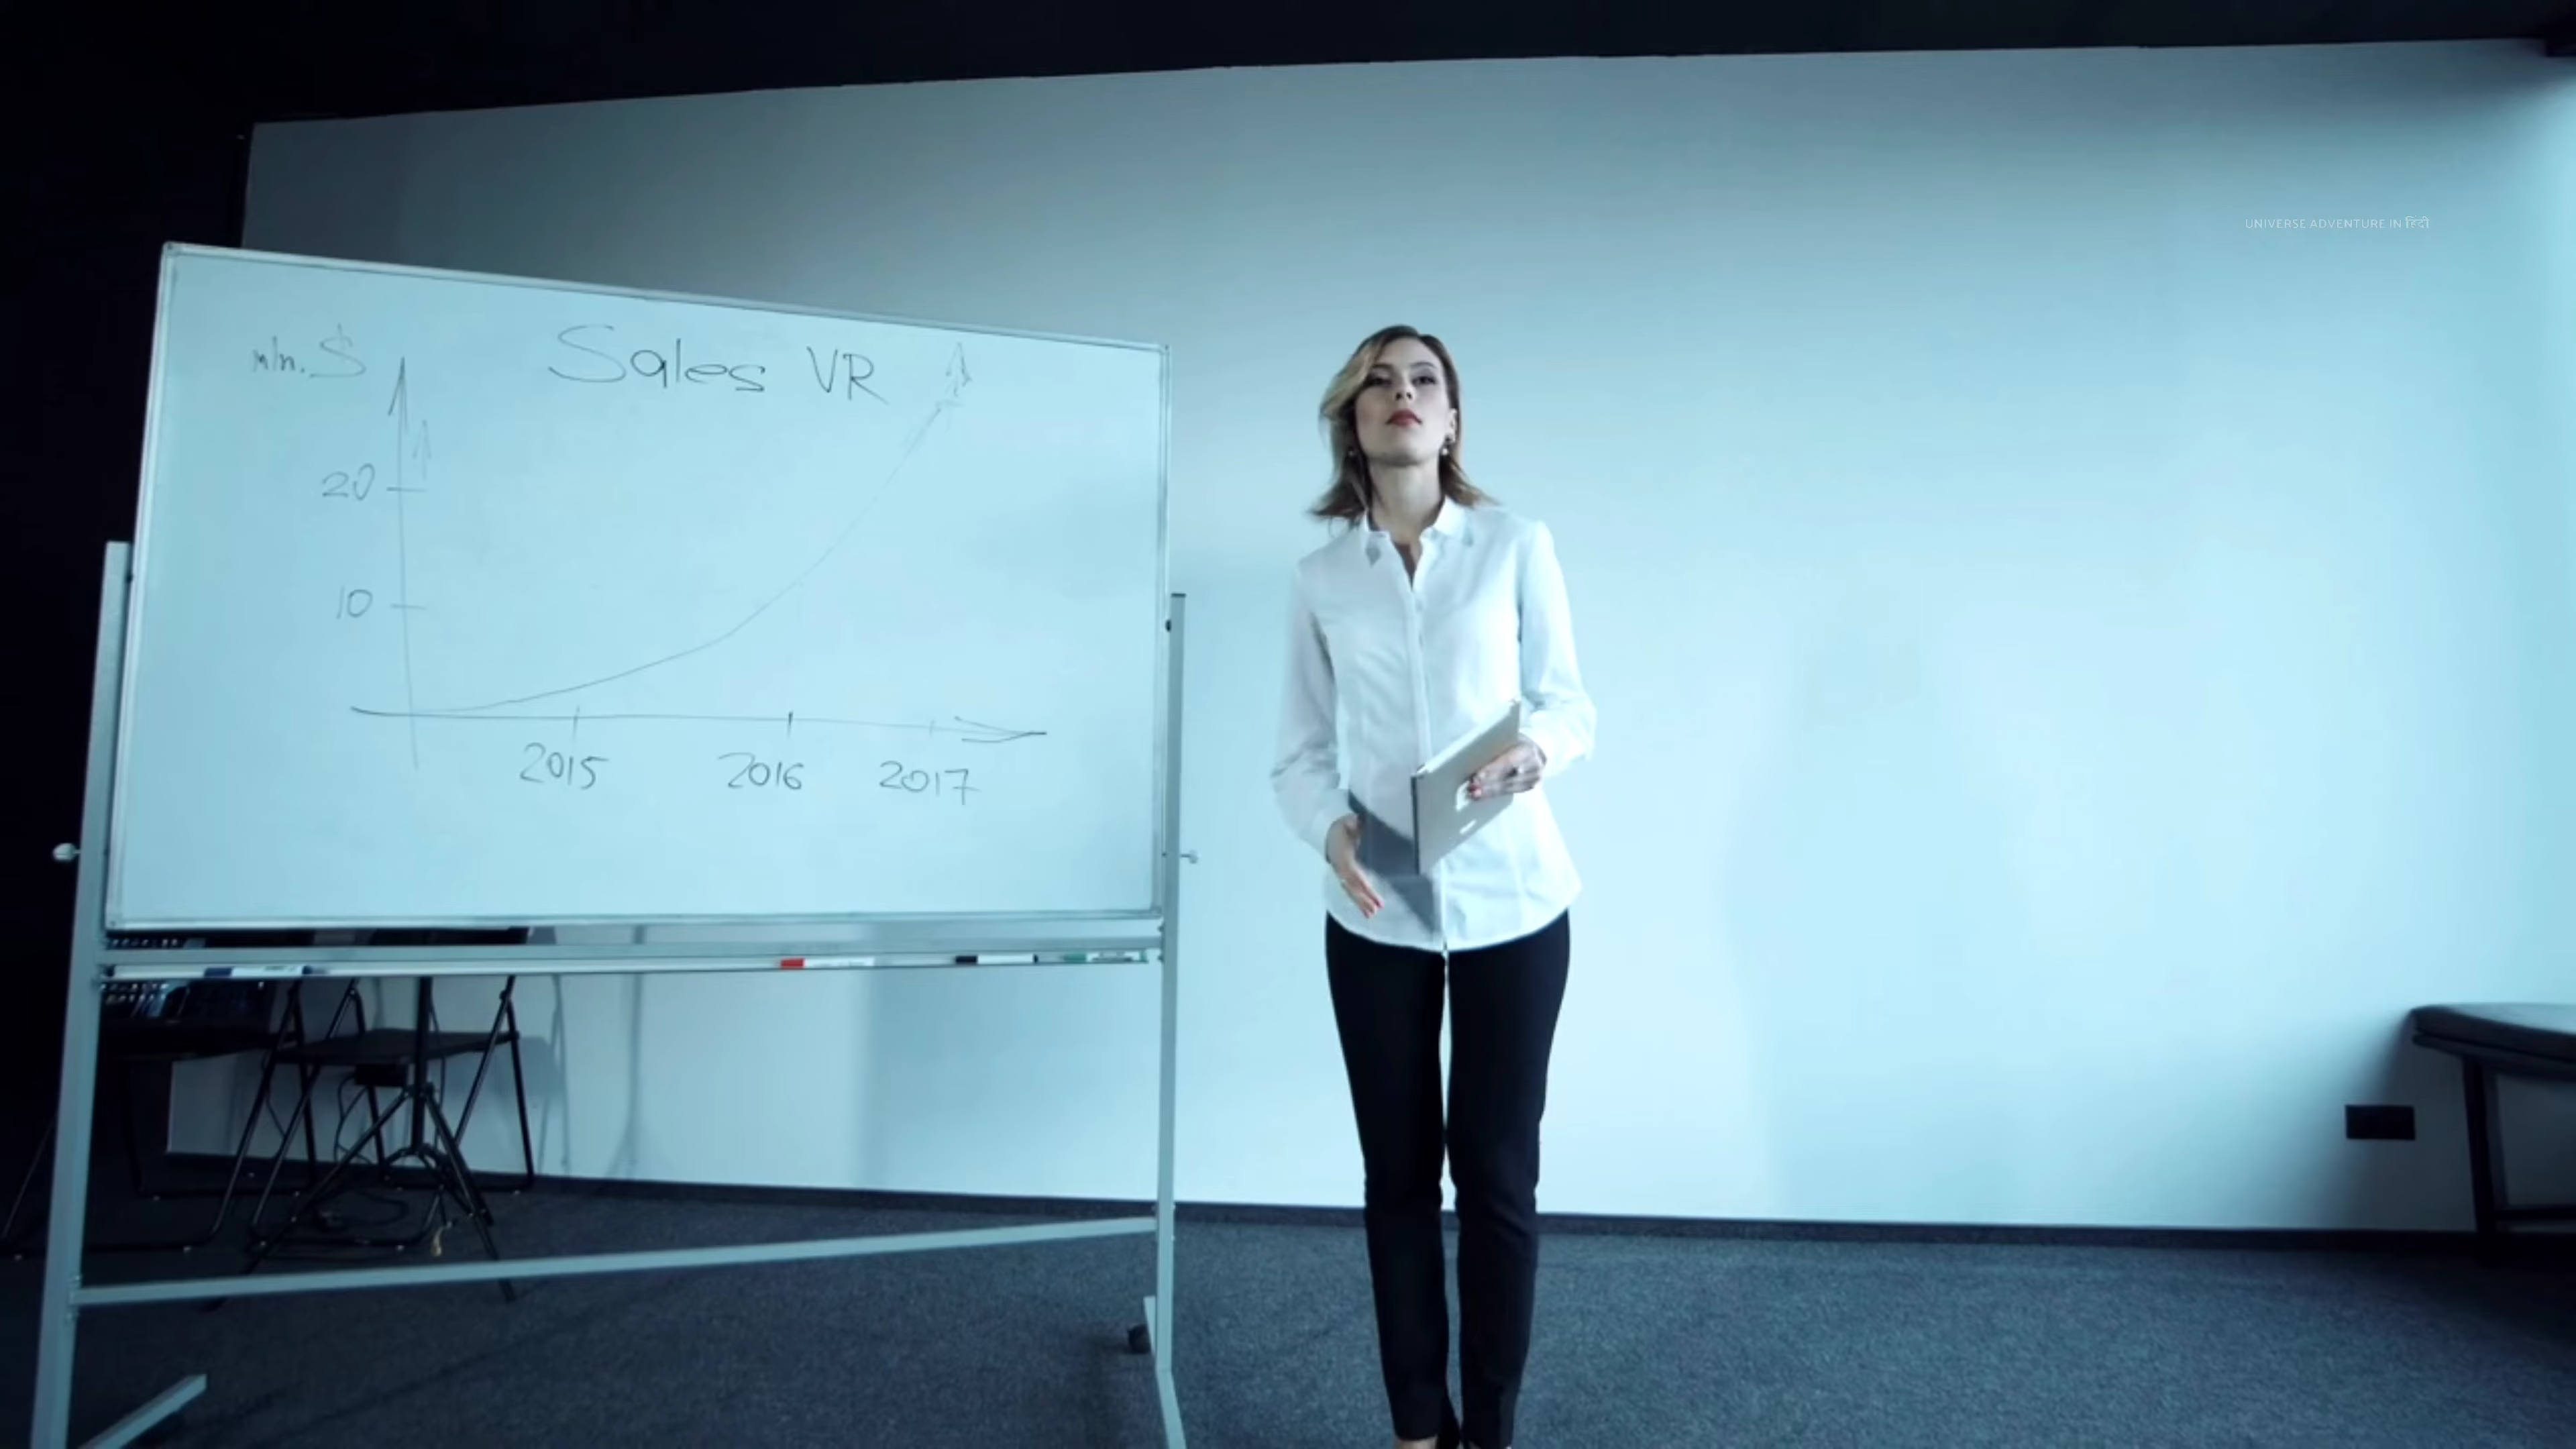 UNIVERSE ADVENTURE IN हिन्दी
mln. $
Sales VR
20
10
2015 2016 2017